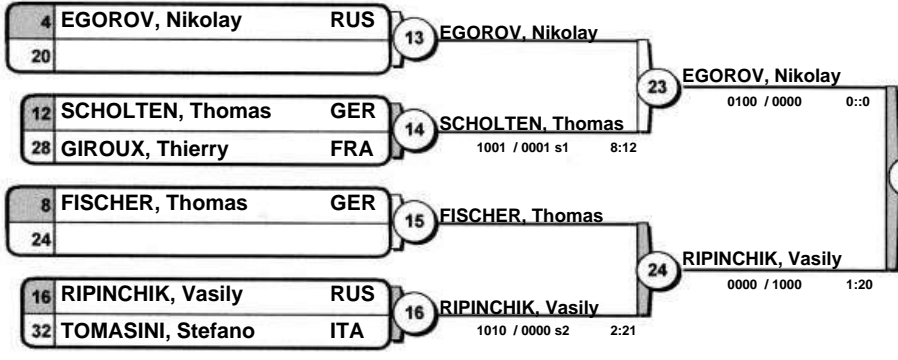 4 EGOROV, Nikolay RUS
20
13
EGOROV, Nikolay
12 SCHOLTEN, Thomas GER
28 GIROUX, Thierry FRA
14
SCHOLTEN, Thomas
1001 / 0001 s1 8:12
23
EGOROV, Nikolay
0100 / 0000 0::0
8 FISCHER, Thomas GER
24
15
FISCHER, Thomas
16 RIPINCHIK, Vasily RUS
32 TOMASINI, Stefano ITA
16
RIPINCHIK, Vasily
1010 / 0000 s2 2:21
24
RIPINCHIK, Vasily
0000 / 1000 1:20